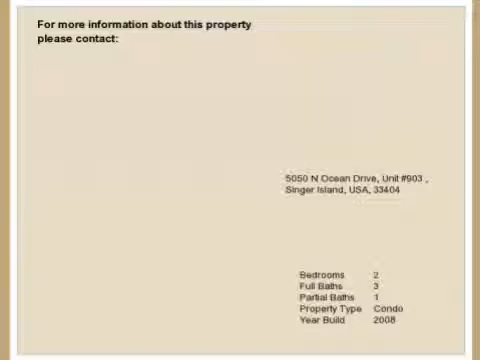 For more information about this property
please contact:
5050 N Ocean Drive, Unit #903 ,
Singer Island, USA, 33404
Bedrooms 2
Full Baths 3
Partial Baths 1
Property Type Condo
Year Build 2008